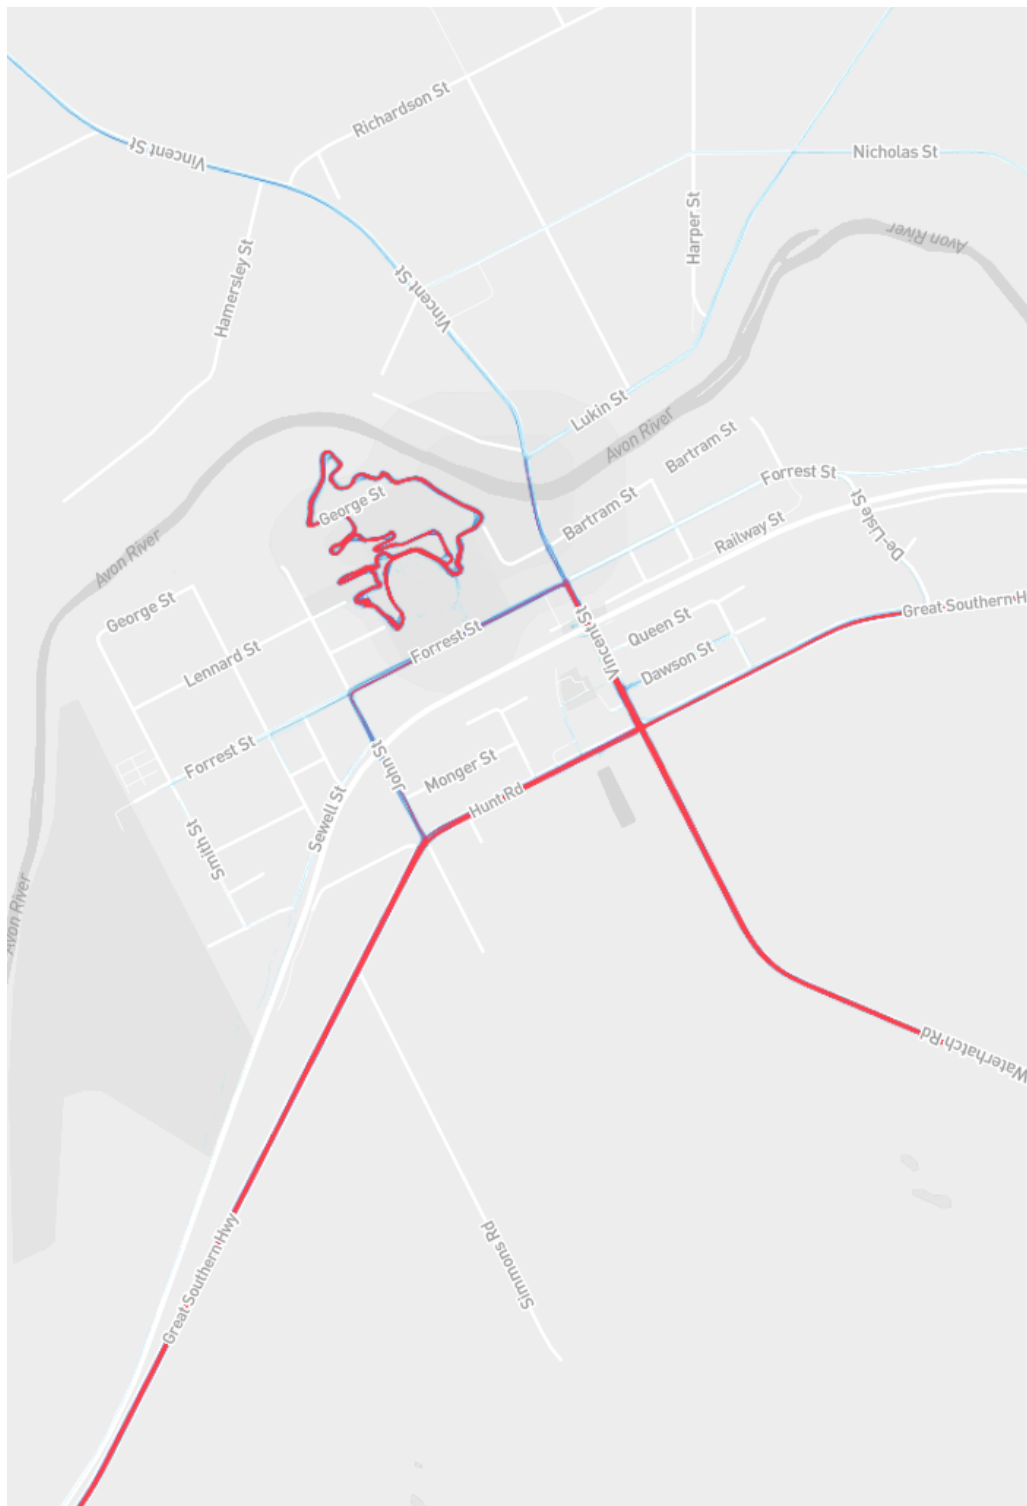 Richardson St
Vincent St
Nicholas St
Harper St
Avon River
Hamersley St
Vincent St
Lukin St
Avon River
Bartram St
Forrest St
George St
Bartram St
Railway St
De-Lisle St
Avon River
George St
Great Southern H
Queen St
Forrest St
Vincent St
Lennard St
Dawson St
Forrest St
John St
Monger St
Hunt Rd
Sewell St
Smith St
Avon River
Waterhatch Rd
Great Southern Hwy
Simmons Rd